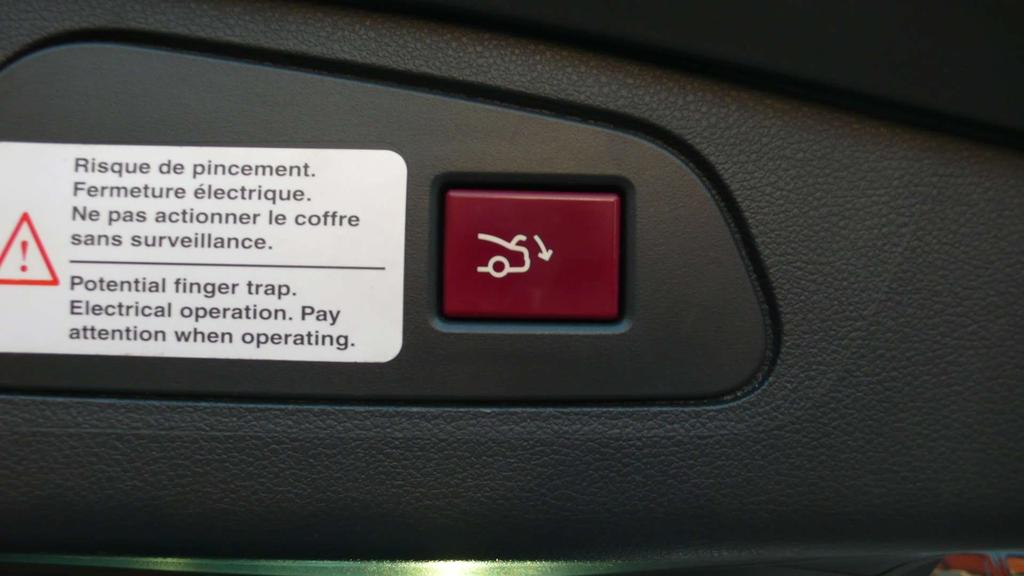 Risque de pincement.
Fermeture électrique.
Ne pas actionner le coffre
sans surveillance.
Potential finger trap.
Electrical operation. Pay
attention when operating.